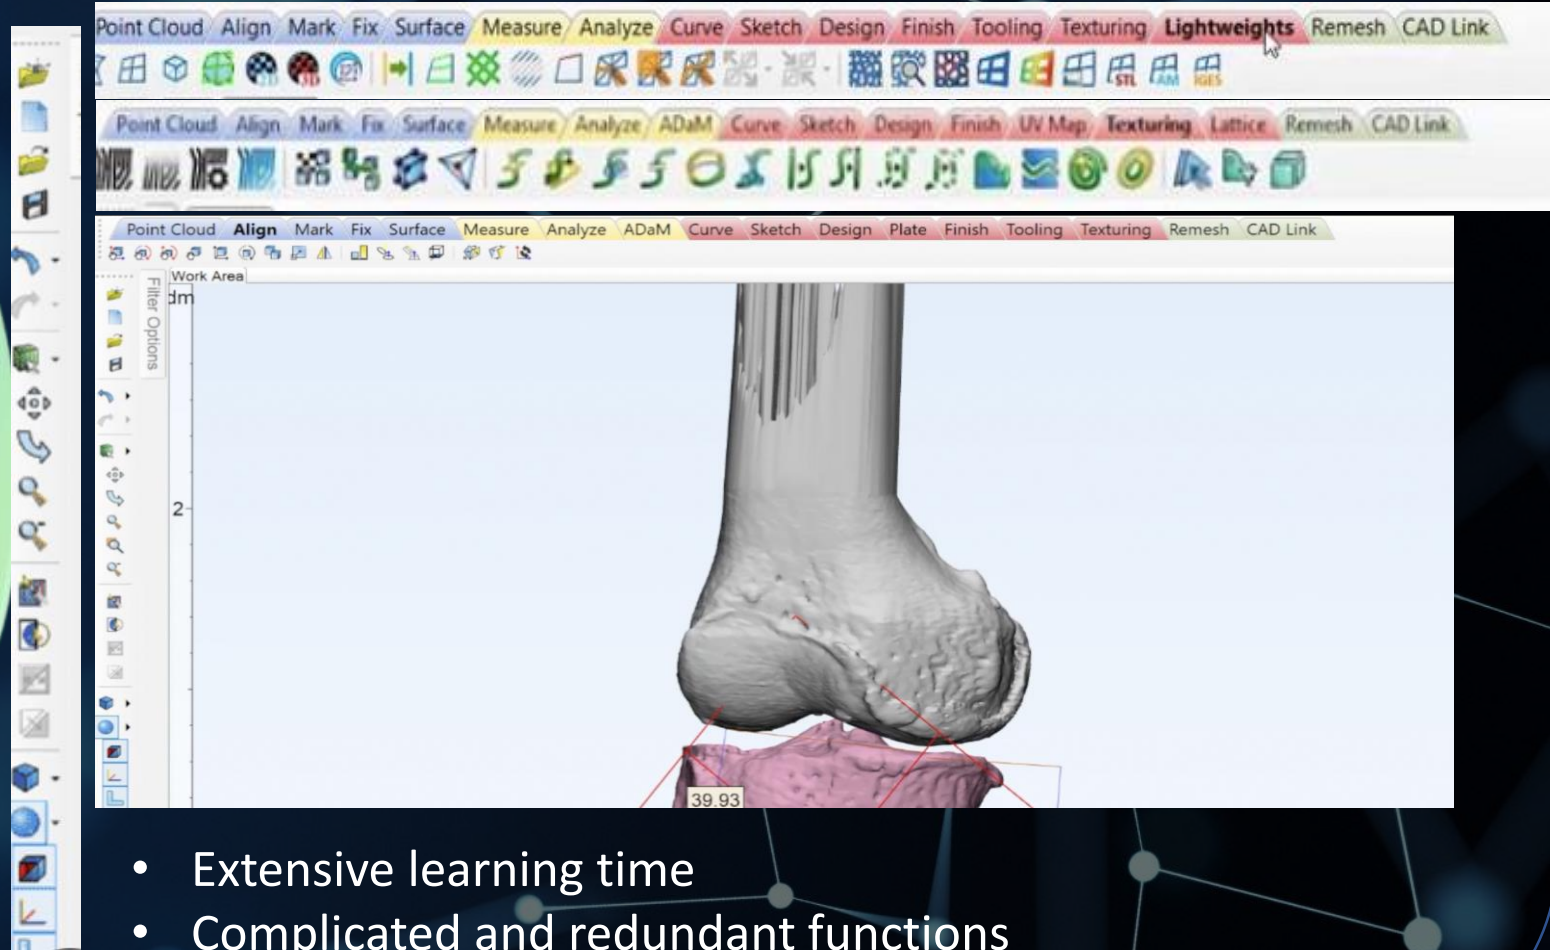 Point Cloud Align Mark Fix Surface Measure Analyze Curve Sketch Design Finish Tooling Texturing Lightweights Remesh CAD Link
STL AM IGES
Point Cloud Align Mark Fix Surface Measure Analyze ADaM Curve Sketch Design Finish UV Map Texturing Lattice Remesh CAD Link
Point Cloud Align Mark Fix Surface Measure Analyze ADaM Curve Sketch Design Plate Finish Tooling Texturing Remesh CAD Link
Work Area
Filter Options
dm
2
39.93
• Extensive learning time
• Complicated and redundant functions